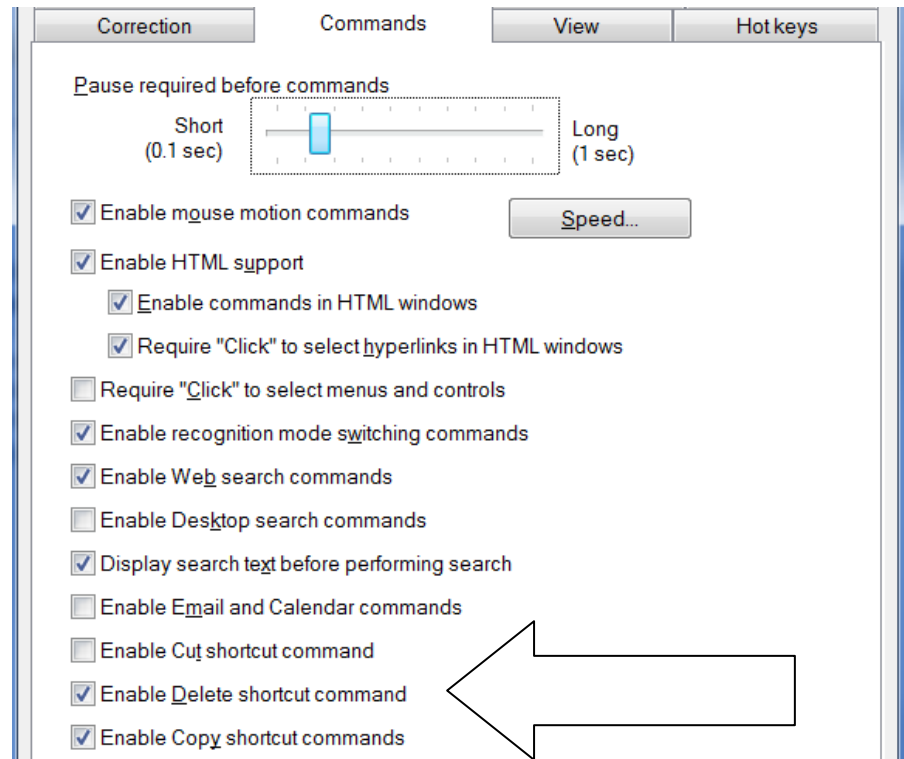 Correction Commands View Hot keys
Pause required before commands
Short Long
(0.1 sec) (1 sec)
Enable mouse motion commands Speed...
Enable HTML support
Enable commands in HTML windows
Require "Click" to select hyperlinks in HTML windows
Require "Click" to select menus and controls
Enable recognition mode switching commands
Enable Web search commands
Enable Desktop search commands
Display search text before performing search
Enable Email and Calendar commands
Enable Cut shortcut command
Enable Delete shortcut command
Enable Copy shortcut commands